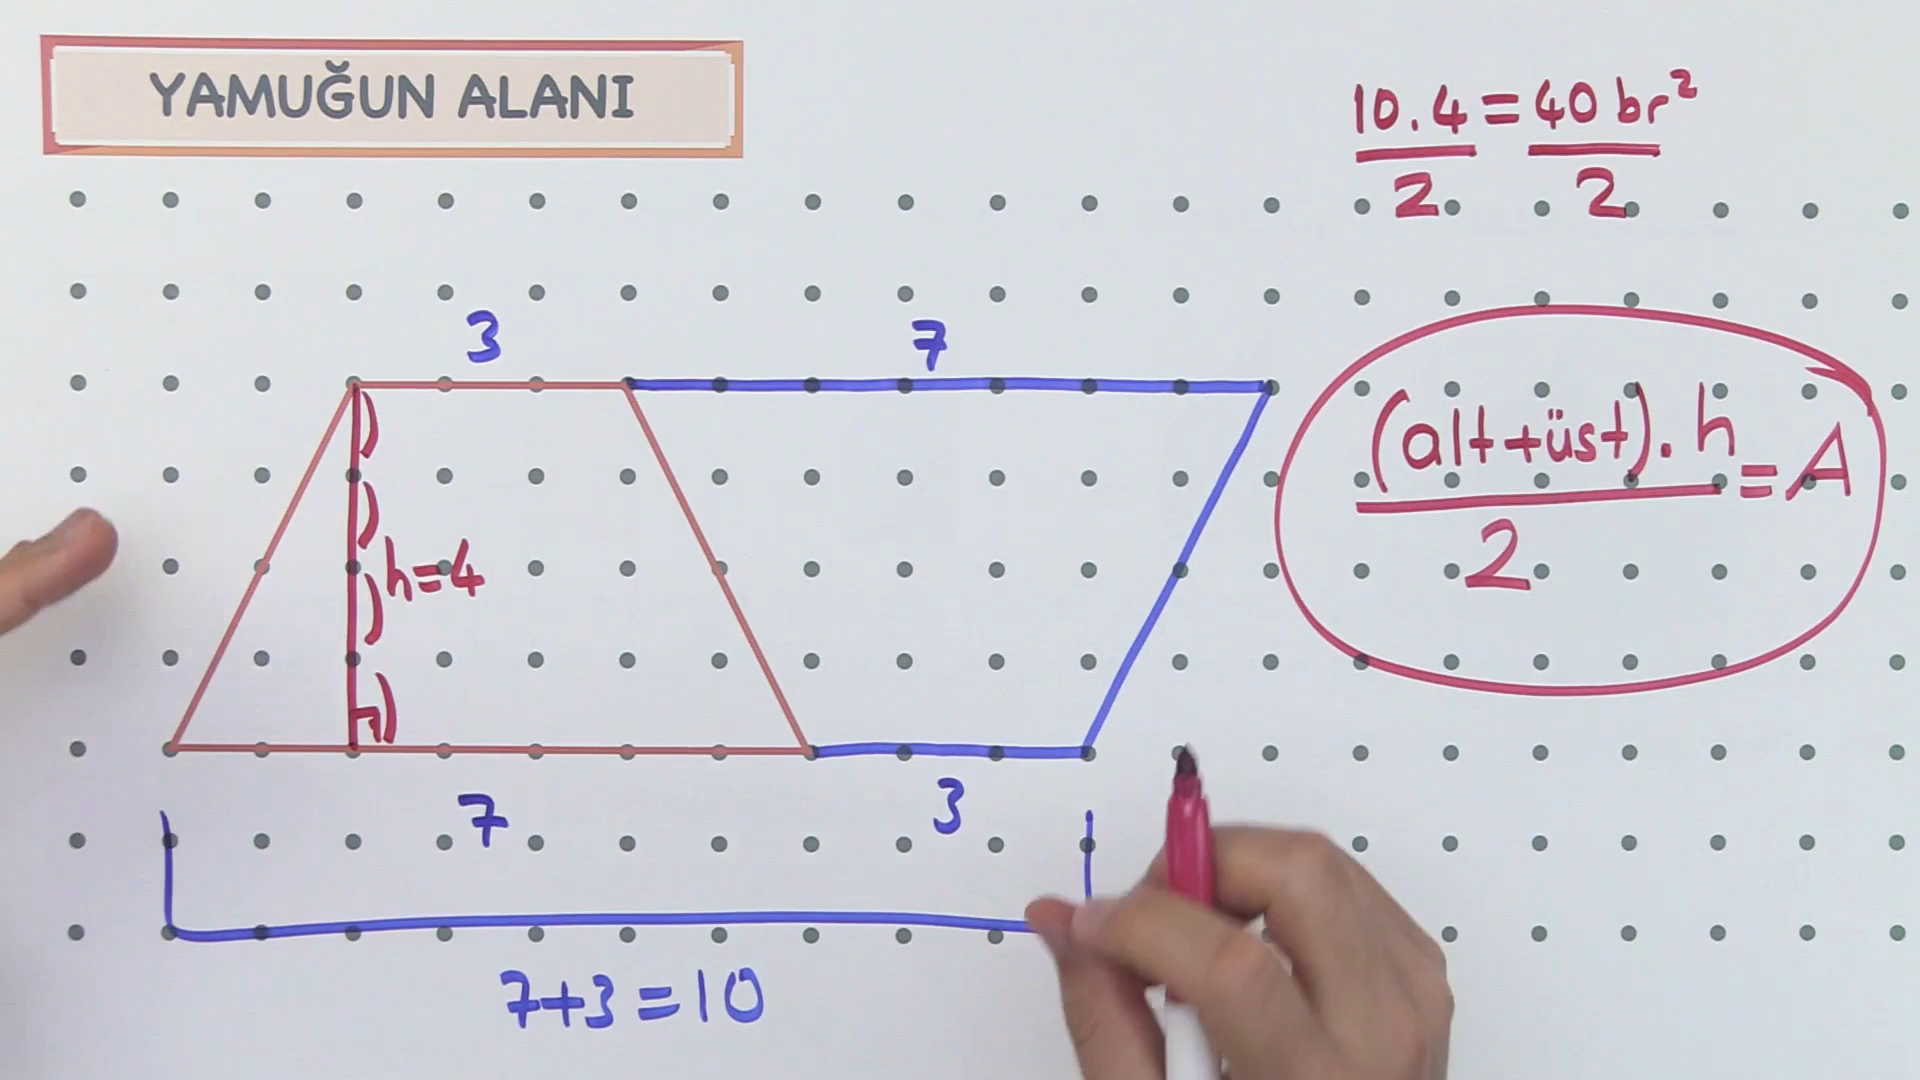 YAMUĞUN ALANI
10.4 = 40 br²
2 2
3 7
(alt+üst).h = A
2
h=4
7 3
7+3=10